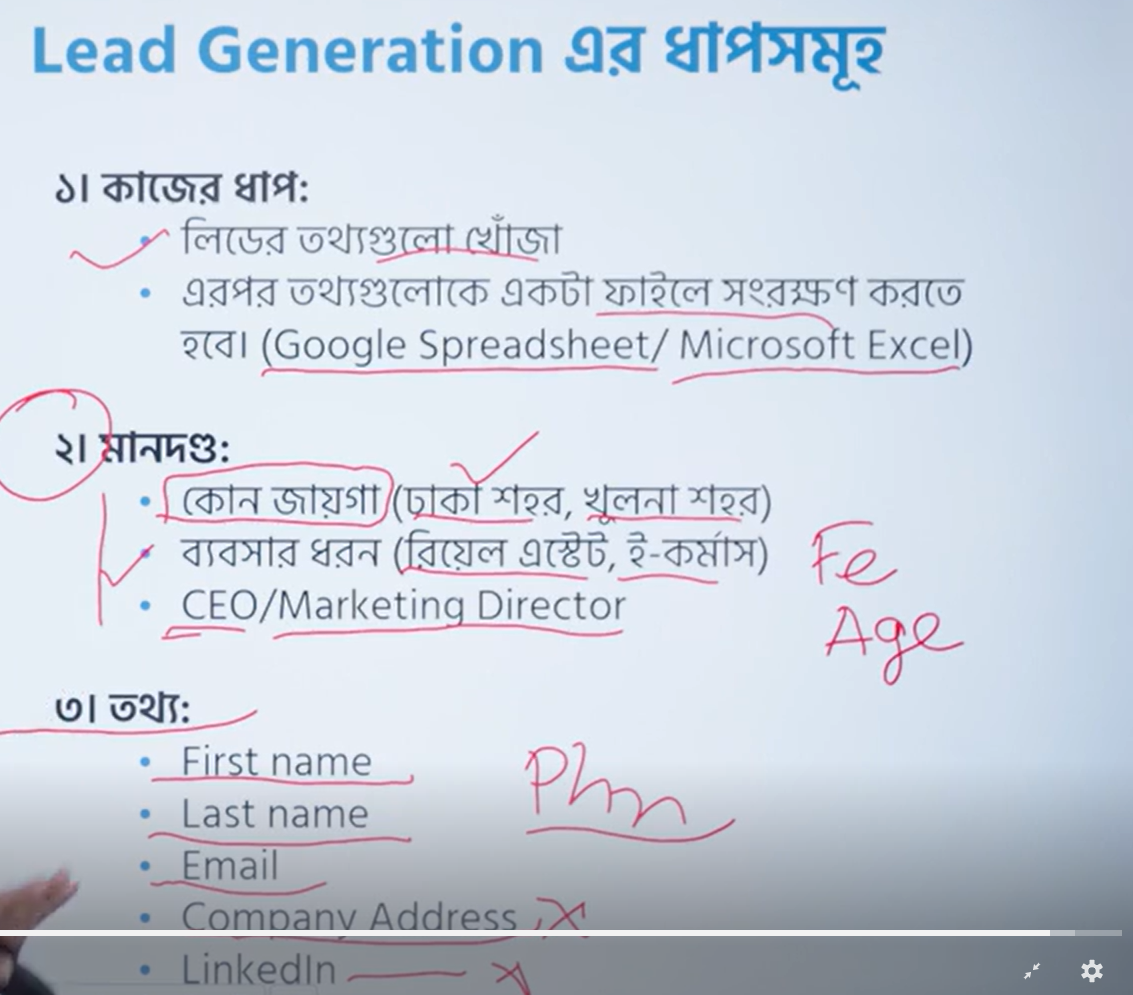 Lead Generation এর ধাপসমূহ
১। কাজের ধাপ:
• লিডের তথ্যগুলো খোঁজা
• এরপর তথ্যগুলোকে একটা ফাইলে সংরক্ষণ করতে
হবে। (Google Spreadsheet/ Microsoft Excel)
২। মানদণ্ড:
• কোন জায়গা (ঢাকা শহর, খুলনা শহর)
• ব্যবসার ধরন (রিয়েল এস্টেট, ই-কর্মাস)
Fe
• CEO/Marketing Director
Age
৩। তথ্য:
• First name
• Last name
• Email
• Company Address
• LinkedIn